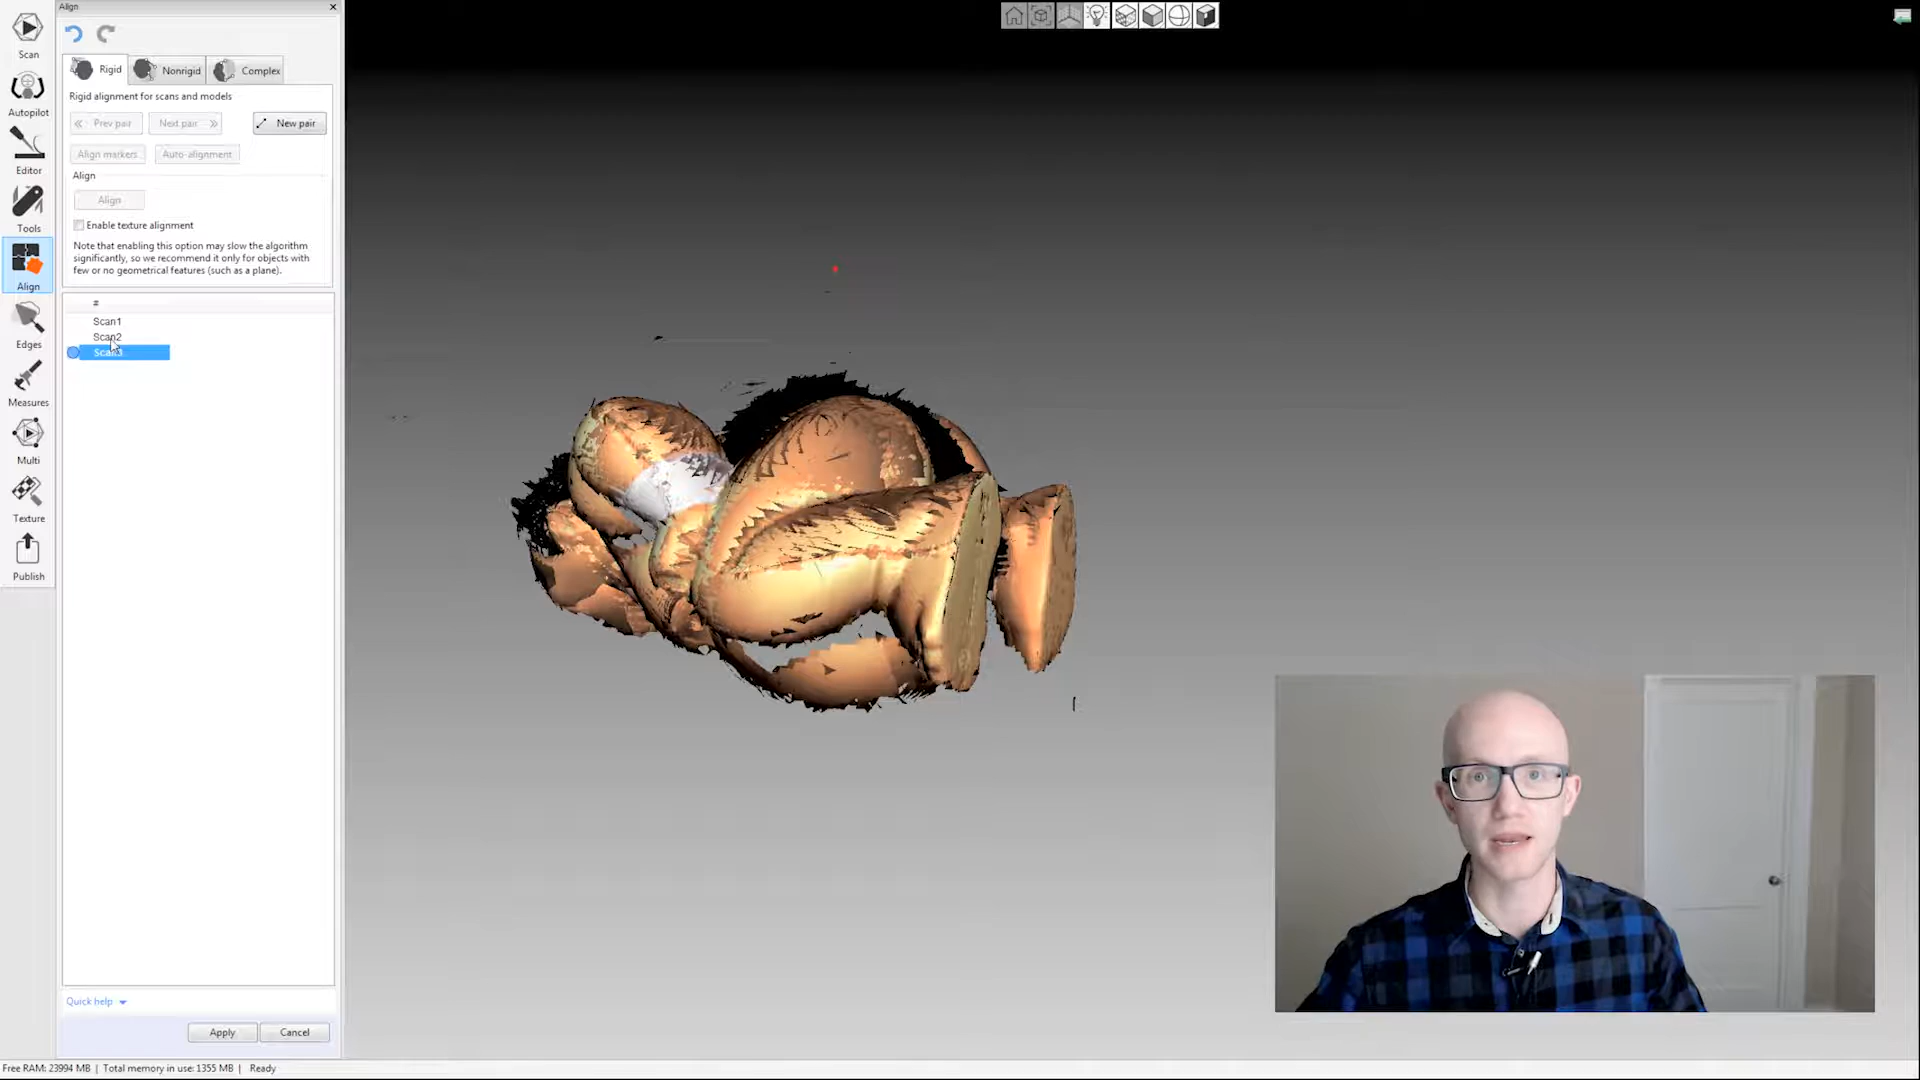 Align
Scan
Autopilot
Editor
Tools
Align
Edges
Measures
Multi
Texture
Publish
Rigid
Nonrigid
Complex
Rigid alignment for scans and models
Prev pair
Next pair
New pair
Align markers
Auto-alignment
Align
Align
Enable texture alignment
Note that enabling this option may slow the algorithm
significantly, so we recommend it only for objects with
few or no geometrical features (such as a plane).
#
Scan1
Scan2
Scan3
Quick help
Apply
Cancel
Free RAM: 23994 MB | Total memory in use: 1355 MB | Ready